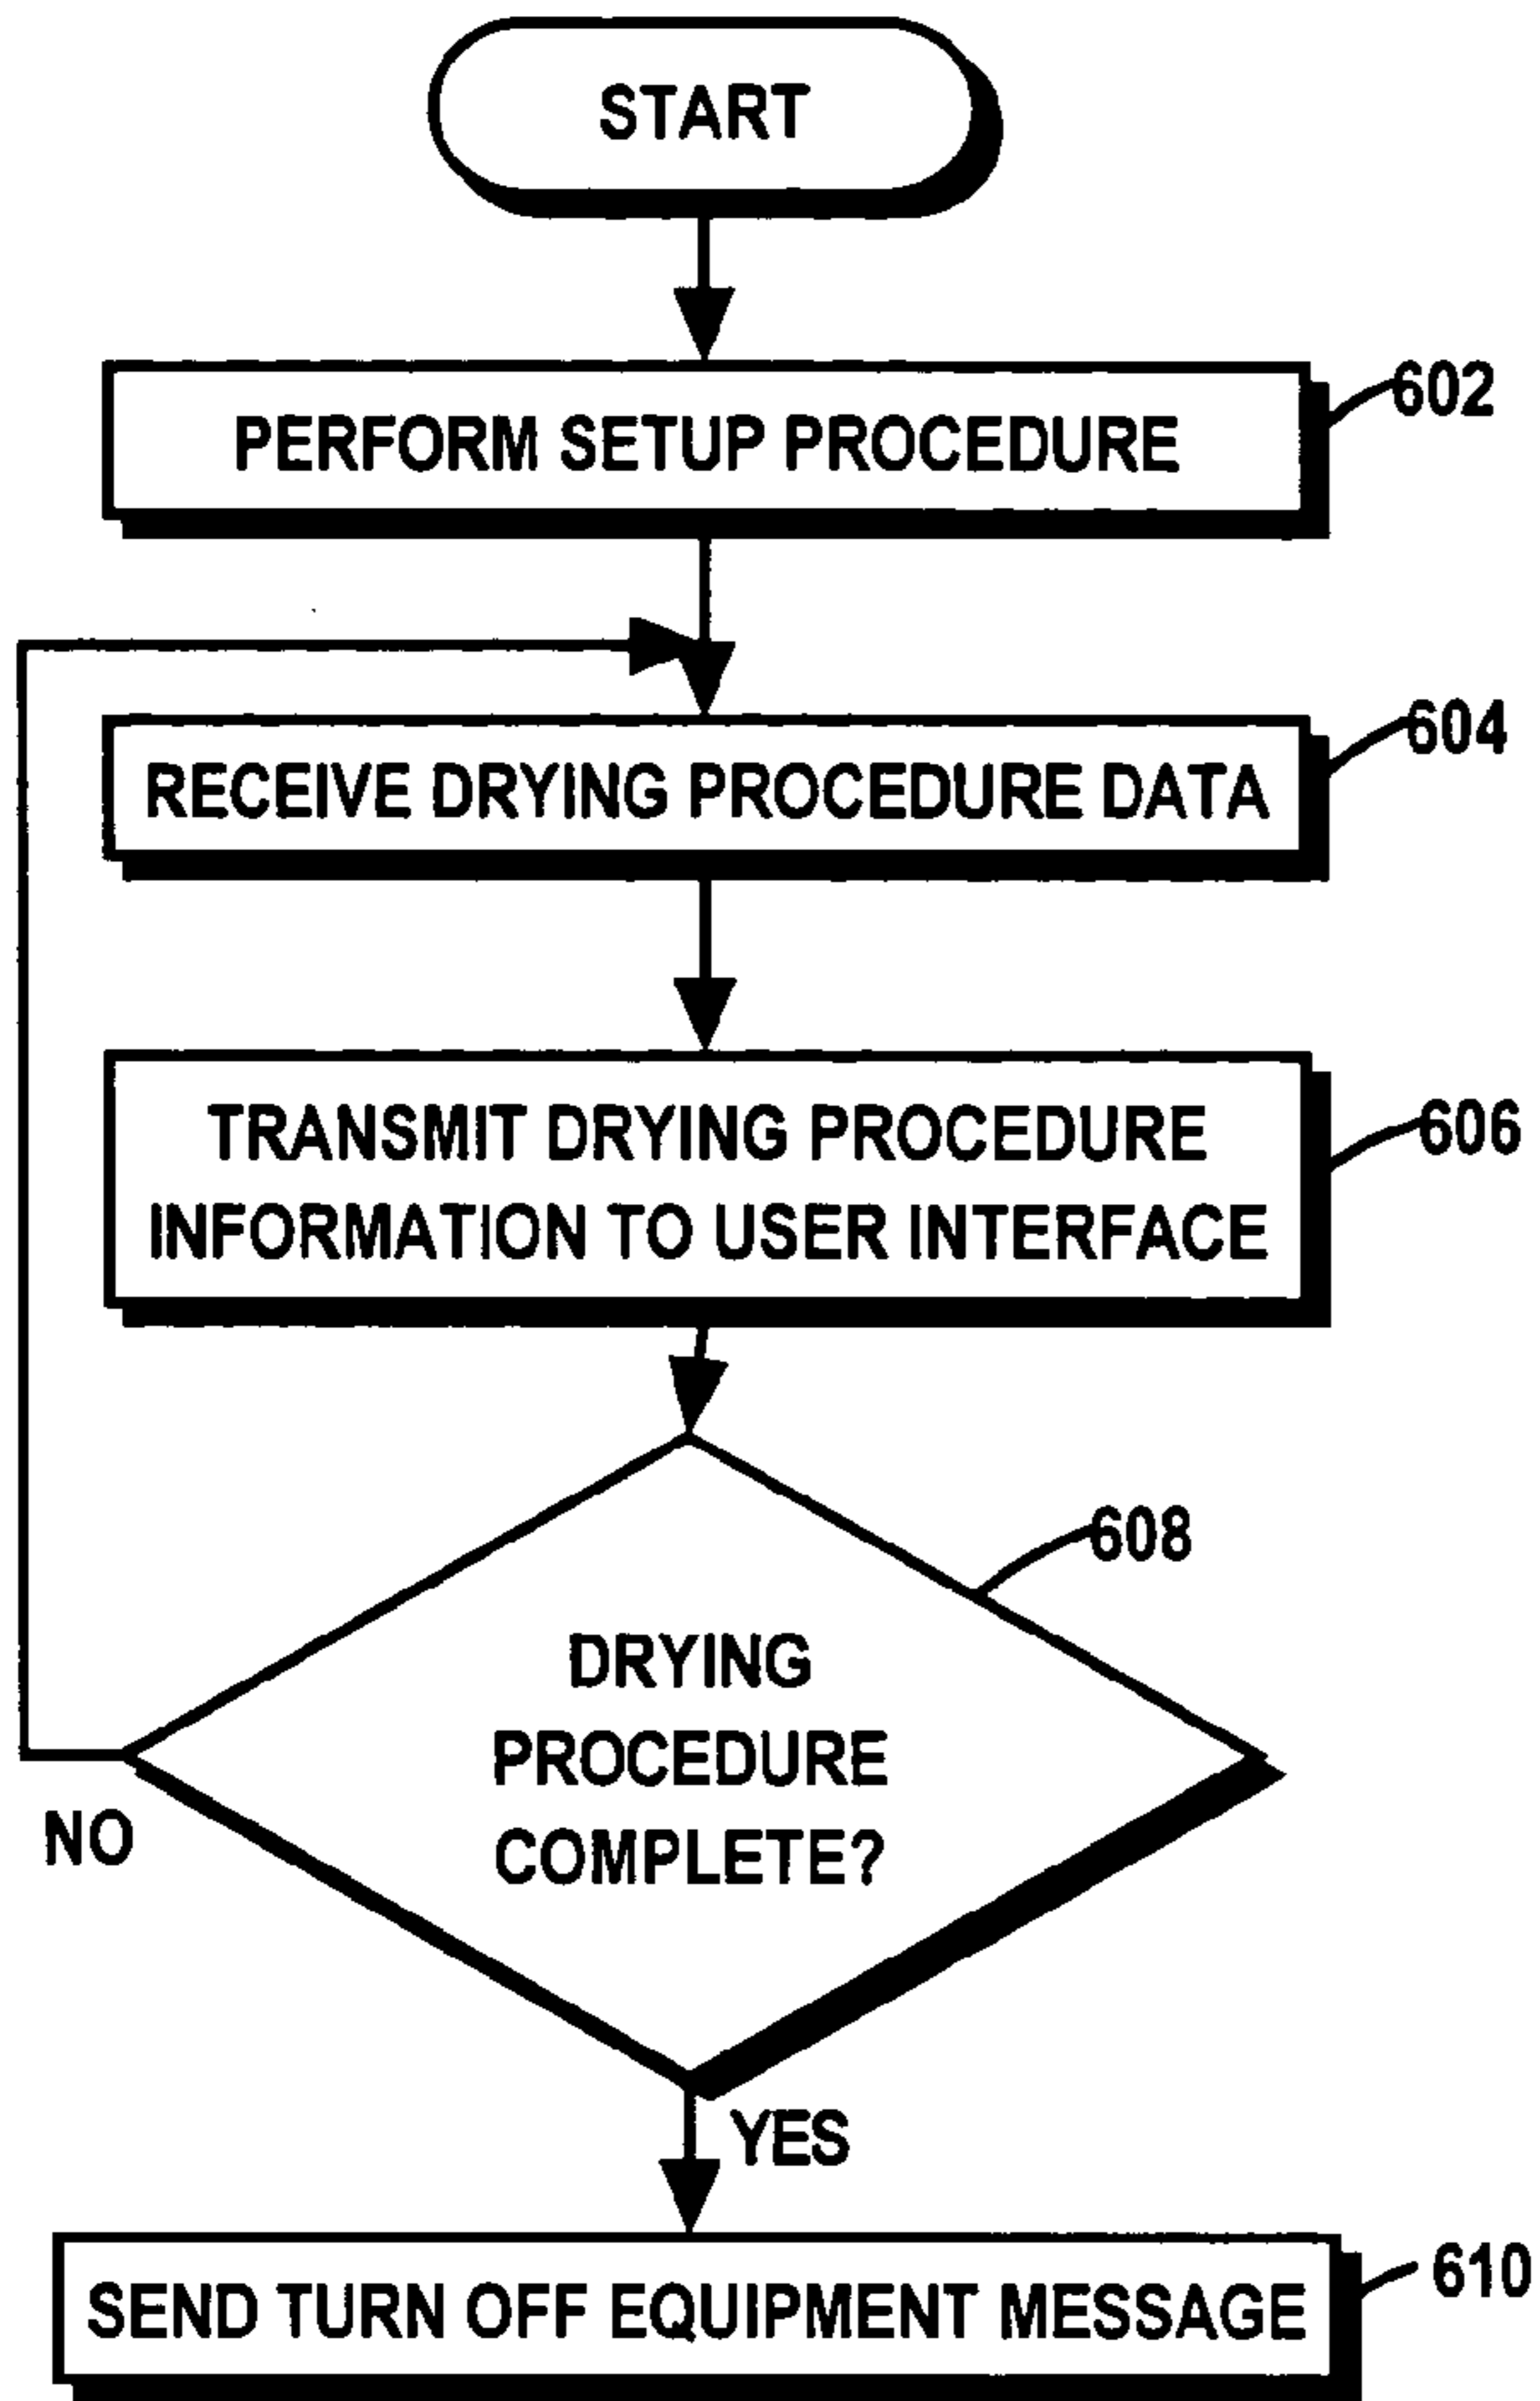 START
PERFORM SETUP PROCEDURE
602
RECEIVE DRYING PROCEDURE DATA
604
TRANSMIT DRYING PROCEDURE
INFORMATION TO USER INTERFACE
606
608
DRYING
PROCEDURE
COMPLETE?
NO
YES
SEND TURN OFF EQUIPMENT MESSAGE
610